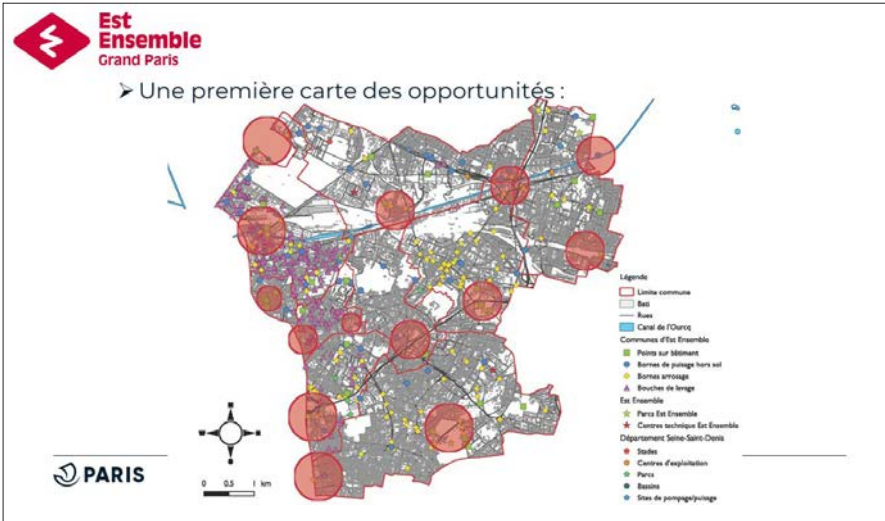 Est
Ensemble
Grand Paris
➢ Une première carte des opportunités :
Légende
Limite commune
Bati
Rues
Canal de l'Ourcq
Communes d'Est Ensemble
Points sur bâtiment
Bornes de puisage hors sol
Bornes arrosage
Bouches de lavage
Est Ensemble
Parcs Est Ensemble
Centres technique Est Ensemble
Département Seine-Saint-Denis
Stades
Centres d'exploitation
Parcs
Bassins
Sites de pompage/puisage
PARIS
0 0.5 1 km